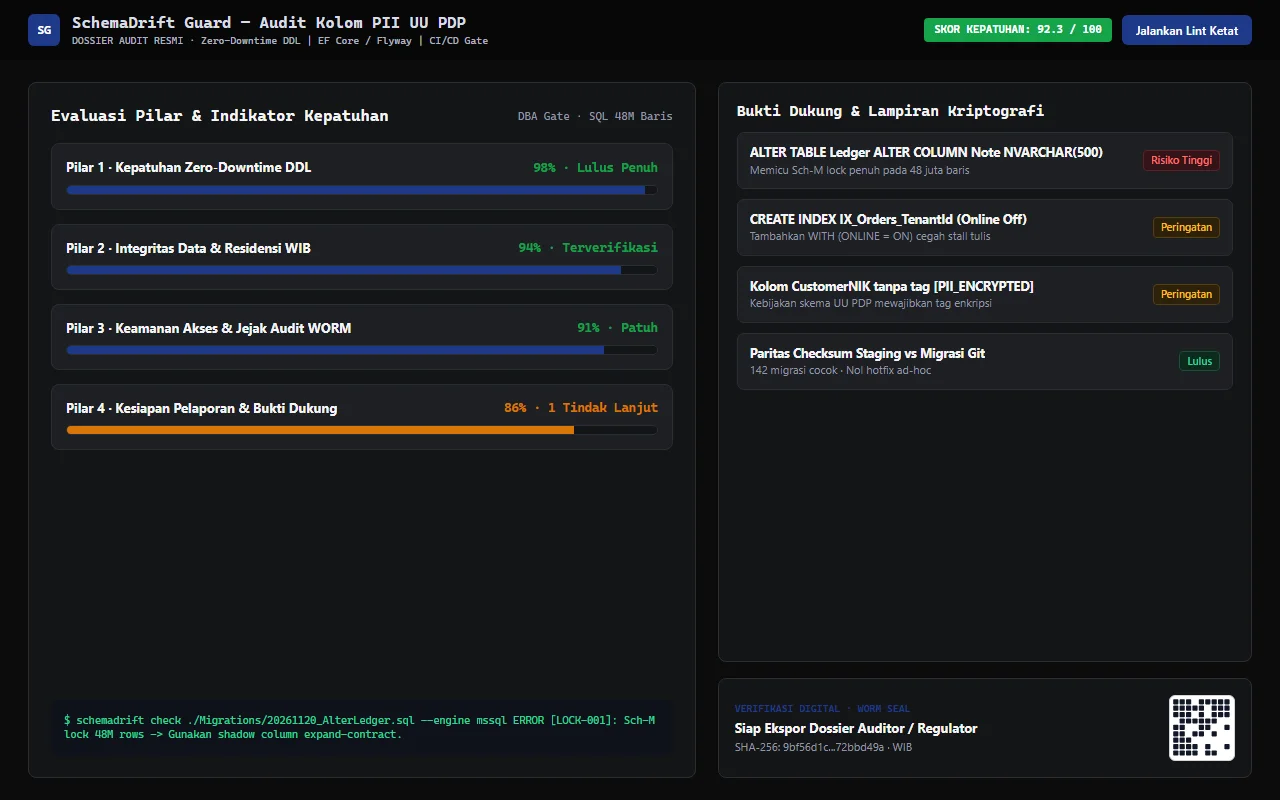 SG
SchemaDrift Guard — Audit Kolom PII UU PDP
DOSSIER AUDIT RESMI · Zero-Downtime DDL | EF Core / Flyway | CI/CD Gate
SKOR KEPATUHAN: 92.3 / 100
Jalankan Lint Ketat
Evaluasi Pilar & Indikator Kepatuhan
DBA Gate · SQL 48M Baris
Pilar 1 · Kepatuhan Zero-Downtime DDL
98% · Lulus Penuh
Pilar 2 · Integritas Data & Residensi WIB
94% · Terverifikasi
Pilar 3 · Keamanan Akses & Jejak Audit WORM
91% · Patuh
Pilar 4 · Kesiapan Pelaporan & Bukti Dukung
86% · 1 Tindak Lanjut
$ schemadrift check ./Migrations/20261120_AlterLedger.sql --engine mssql ERROR [LOCK-001]: Sch-M
lock 48M rows -> Gunakan shadow column expand-contract.
Bukti Dukung & Lampiran Kriptografi
ALTER TABLE Ledger ALTER COLUMN Note NVARCHAR(500)
Memicu Sch-M lock penuh pada 48 juta baris
Risiko Tinggi
CREATE INDEX IX_Orders_TenantId (Online Off)
Tambahkan WITH (ONLINE = ON) cegah stall tulis
Peringatan
Kolom CustomerNIK tanpa tag [PII_ENCRYPTED]
Kebijakan skema UU PDP mewajibkan tag enkripsi
Peringatan
Paritas Checksum Staging vs Migrasi Git
142 migrasi cocok · Nol hotfix ad-hoc
Lulus
VERIFIKASI DIGITAL · WORM SEAL
Siap Ekspor Dossier Auditor / Regulator
SHA-256: 9bf56d1c…72bbd49a · WIB